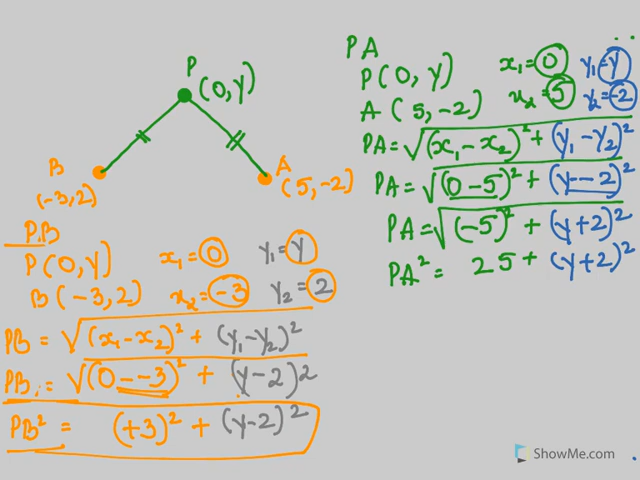 P
(0, y)
B
(-3, 2)
A
(5, -2)
PB
P(0, y) x₁ = 0 y₁ = y
B(-3, 2) x₂ = -3 y₂ = 2
PB = √(x₁ - x₂)² + (y₁ - y₂)²
PB = √(0 - -3)² + (y - 2)²
PB² = (+3)² + (y - 2)²
PA
P(0, y) x₁ = 0 y₁ = y
A(5, -2) x₂ = 5 y₂ = -2
PA = √(x₁ - x₂)² + (y₁ - y₂)²
PA = √(0 - 5)² + (y - -2)²
PA = √(-5)² + (y + 2)²
PA² = 25 + (y + 2)²
ShowMe.com